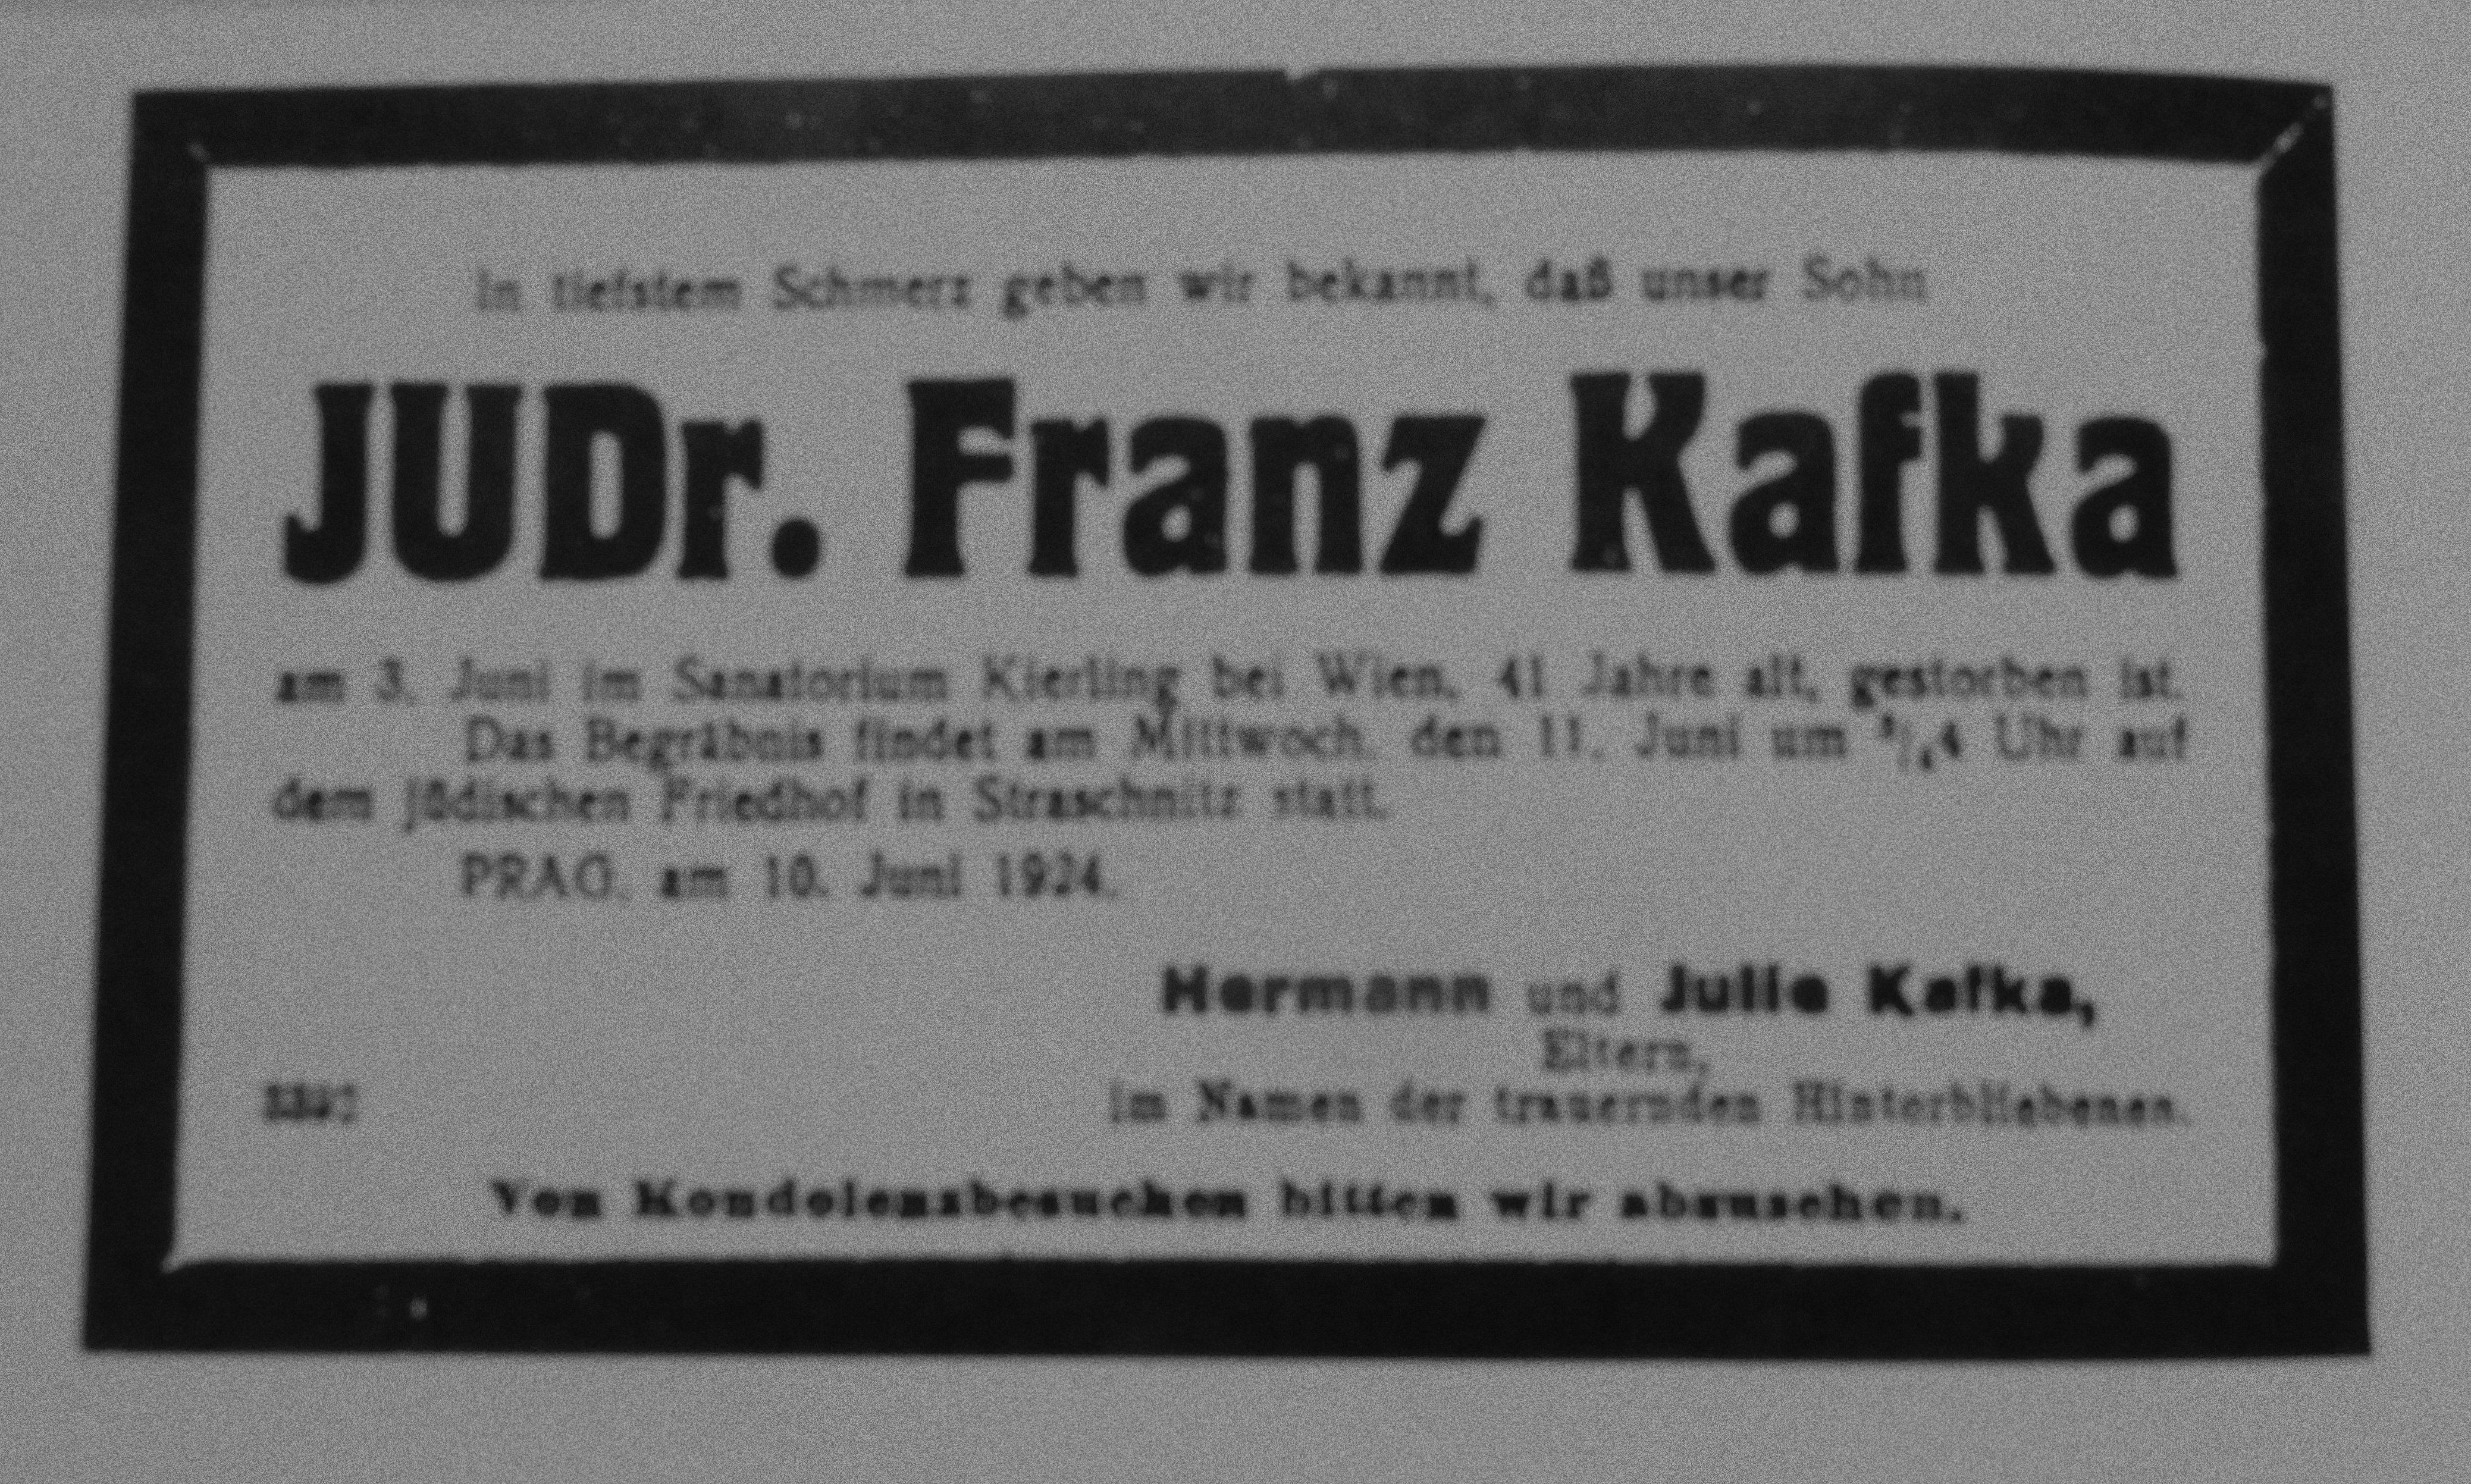 In tiefstem Schmerz geben wir bekannt, daß unser Sohn
JUDr. Franz Kafka
am 3. Juni im Sanatorium Kierling bei Wien, 41 Jahre alt, gestorben ist.
Das Begräbnis findet am Mittwoch, den 11. Juni um ³/₄4 Uhr auf
dem jüdischen Friedhof in Straschnitz statt.
PRAG, am 10. Juni 1924.
Hermann und Julie Kafka,
Eltern,
im Namen der trauernden Hinterbliebenen.
Von Kondolenzbesuchen bitten wir abzusehen.